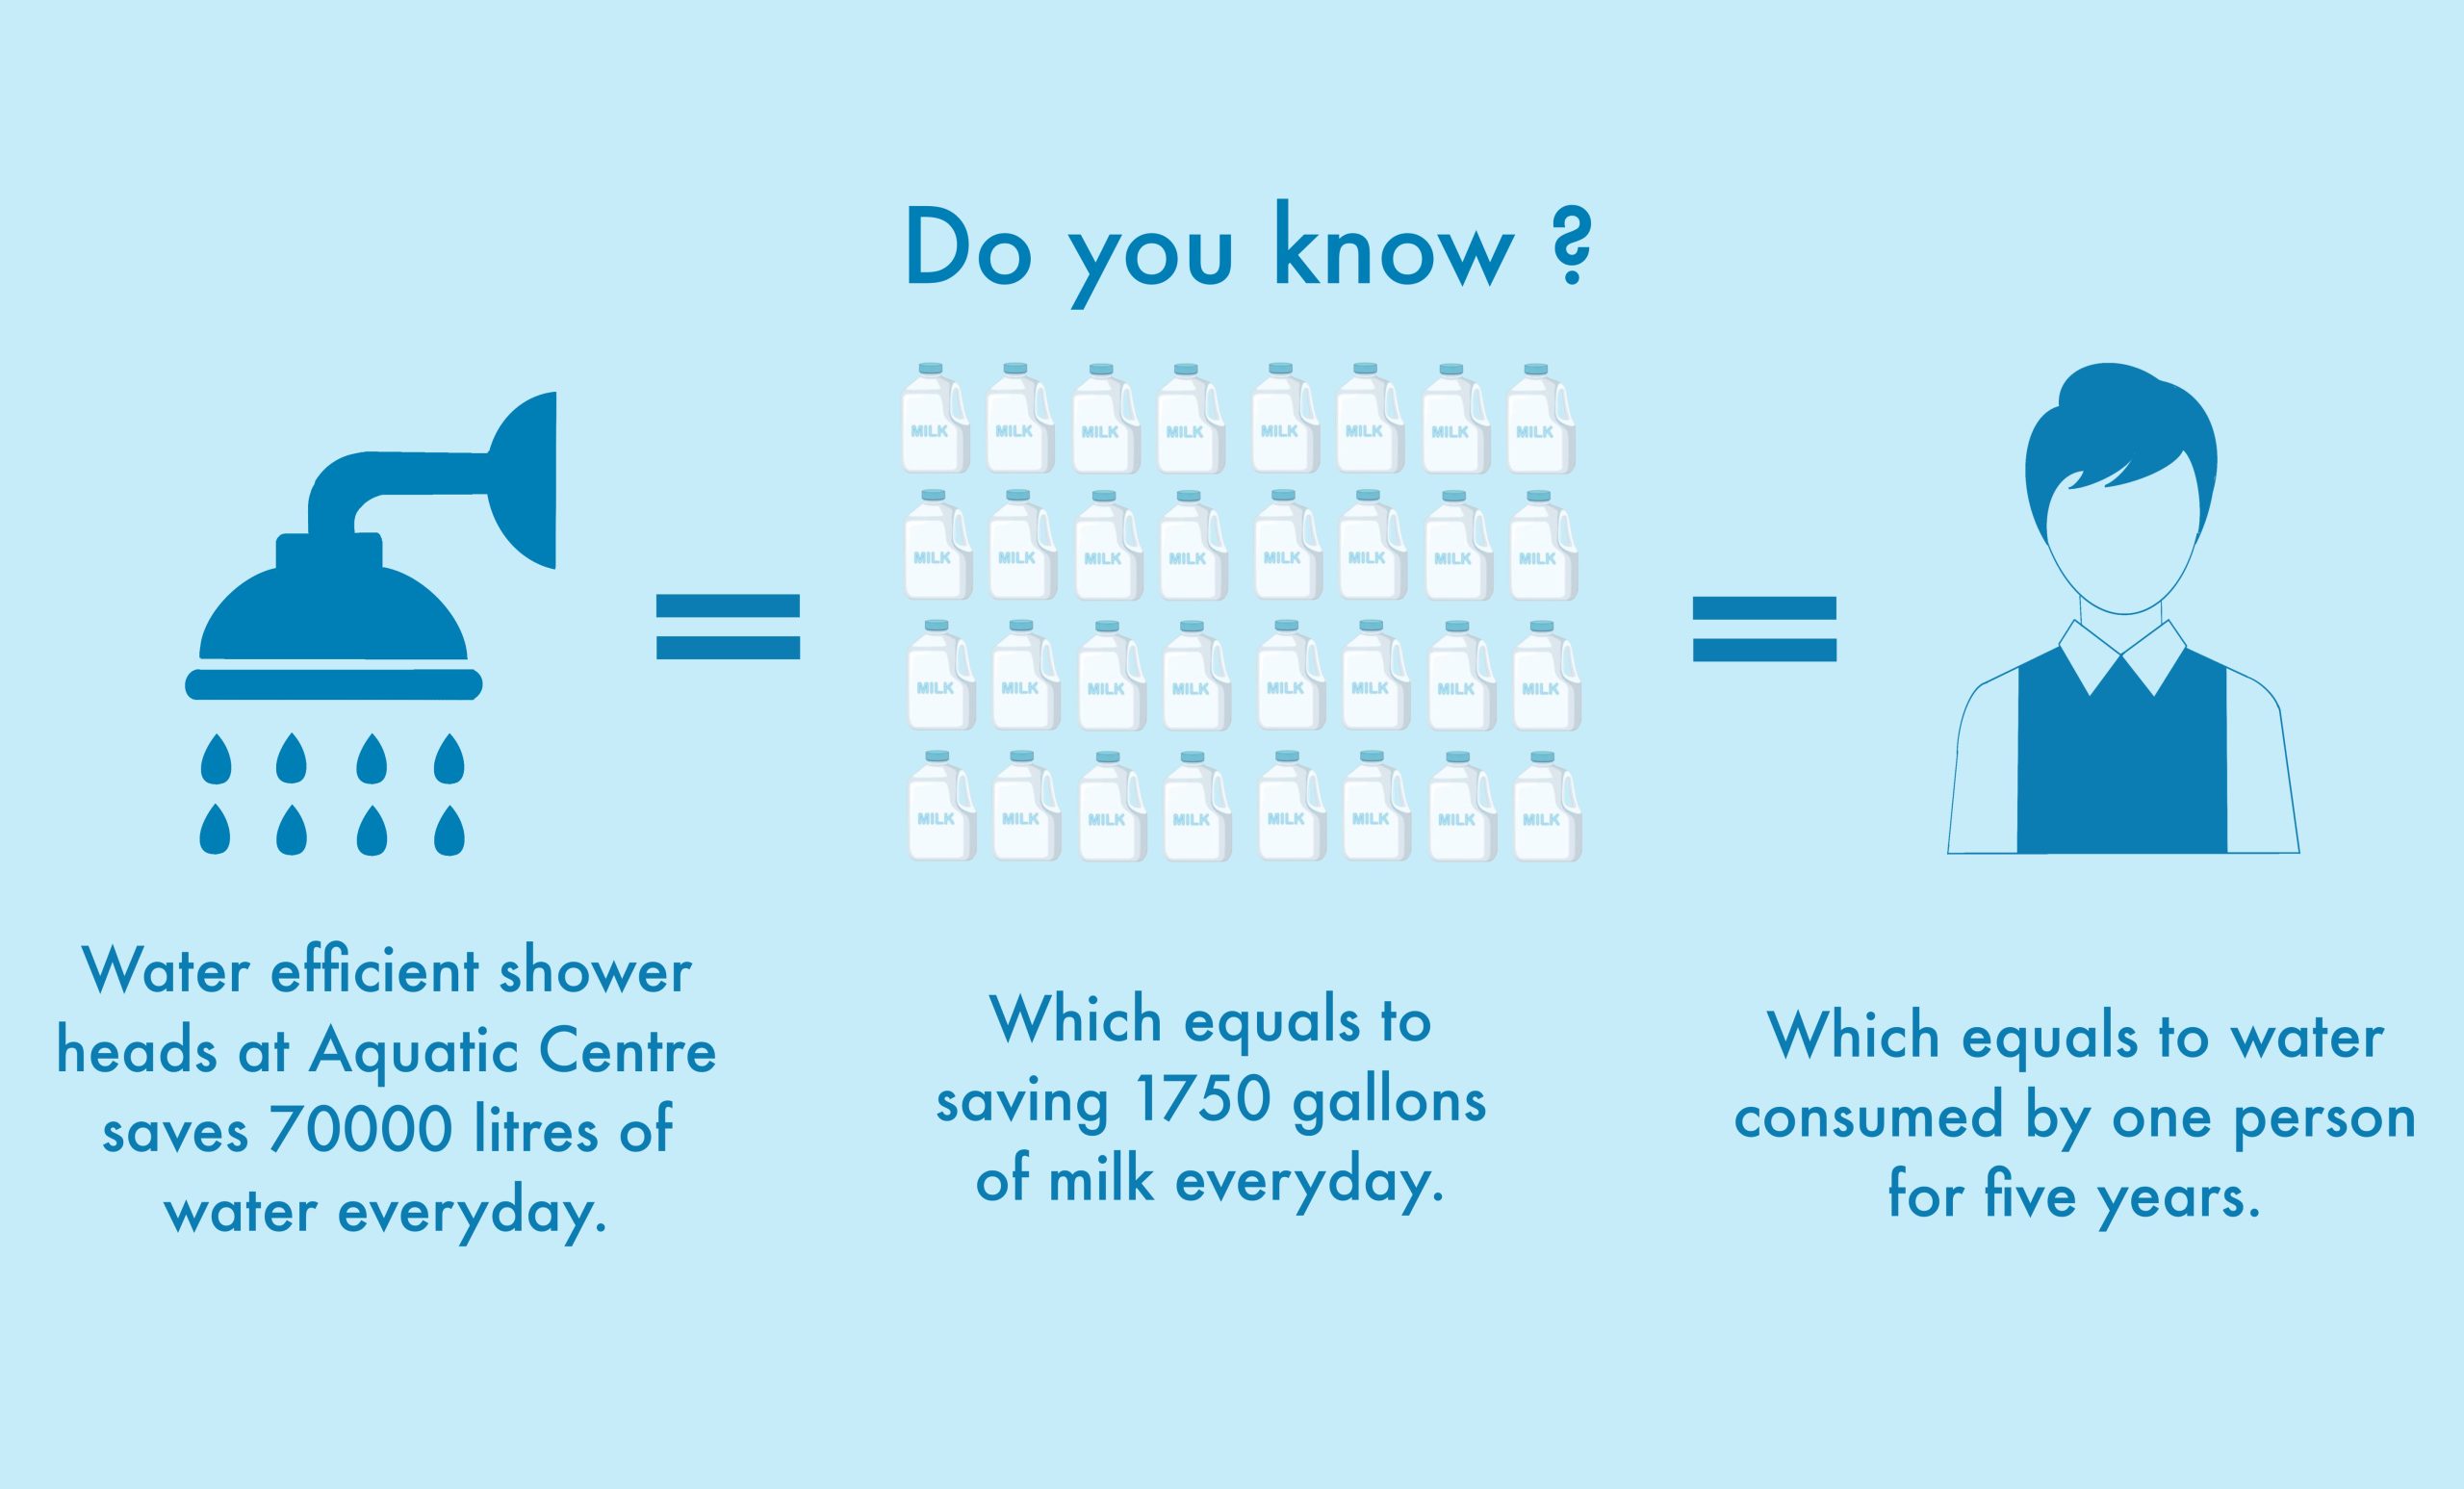 Do you know ?
MILK MILK MILK MILK MILK MILK MILK MILK
MILK MILK MILK MILK MILK MILK MILK MILK
MILK MILK MILK MILK MILK MILK MILK MILK
MILK MILK MILK MILK MILK MILK MILK MILK
Water efficient shower
heads at Aquatic Centre
saves 70000 litres of
water everyday.
Which equals to
saving 1750 gallons
of milk everyday.
Which equals to water
consumed by one person
for five years.